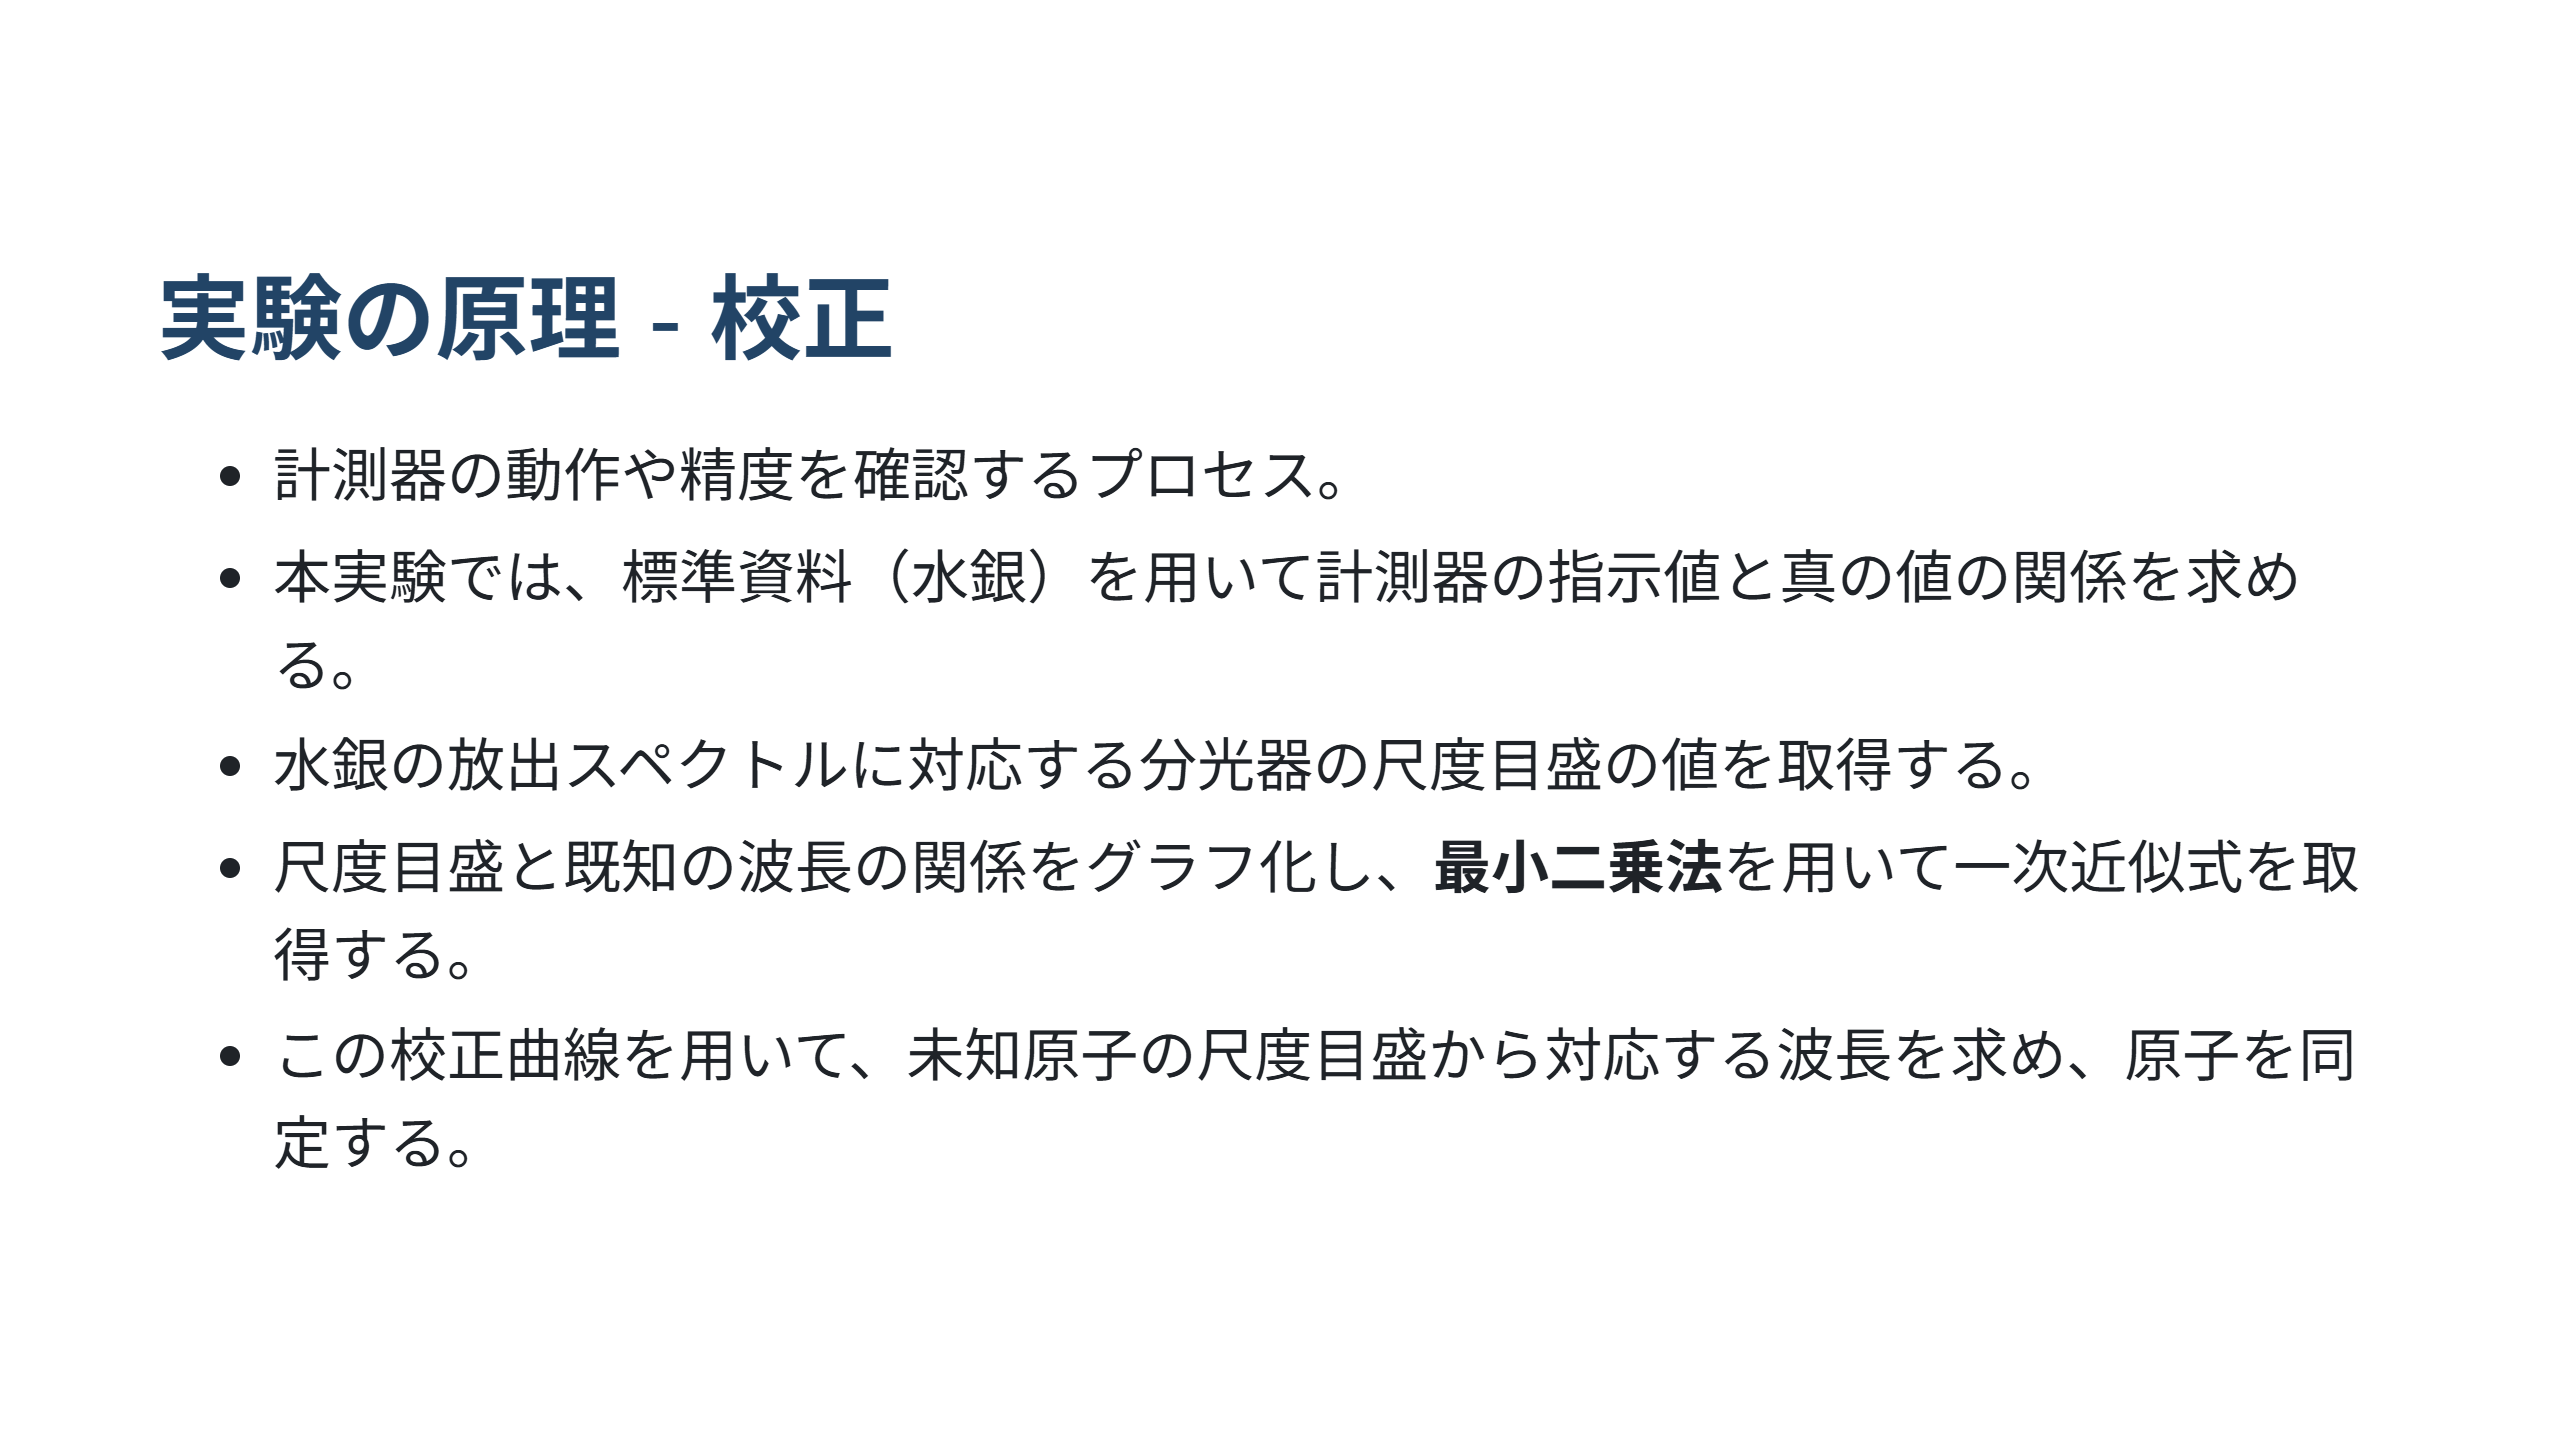 実験の原理 - 校正
• 計測器の動作や精度を確認するプロセス。
• 本実験では、標準資料（水銀）を用いて計測器の指示値と真の値の関係を求め
る。
• 水銀の放出スペクトルに対応する分光器の尺度目盛の値を取得する。
• 尺度目盛と既知の波長の関係をグラフ化し、最小二乗法を用いて一次近似式を取
得する。
• この校正曲線を用いて、未知原子の尺度目盛から対応する波長を求め、原子を同
定する。